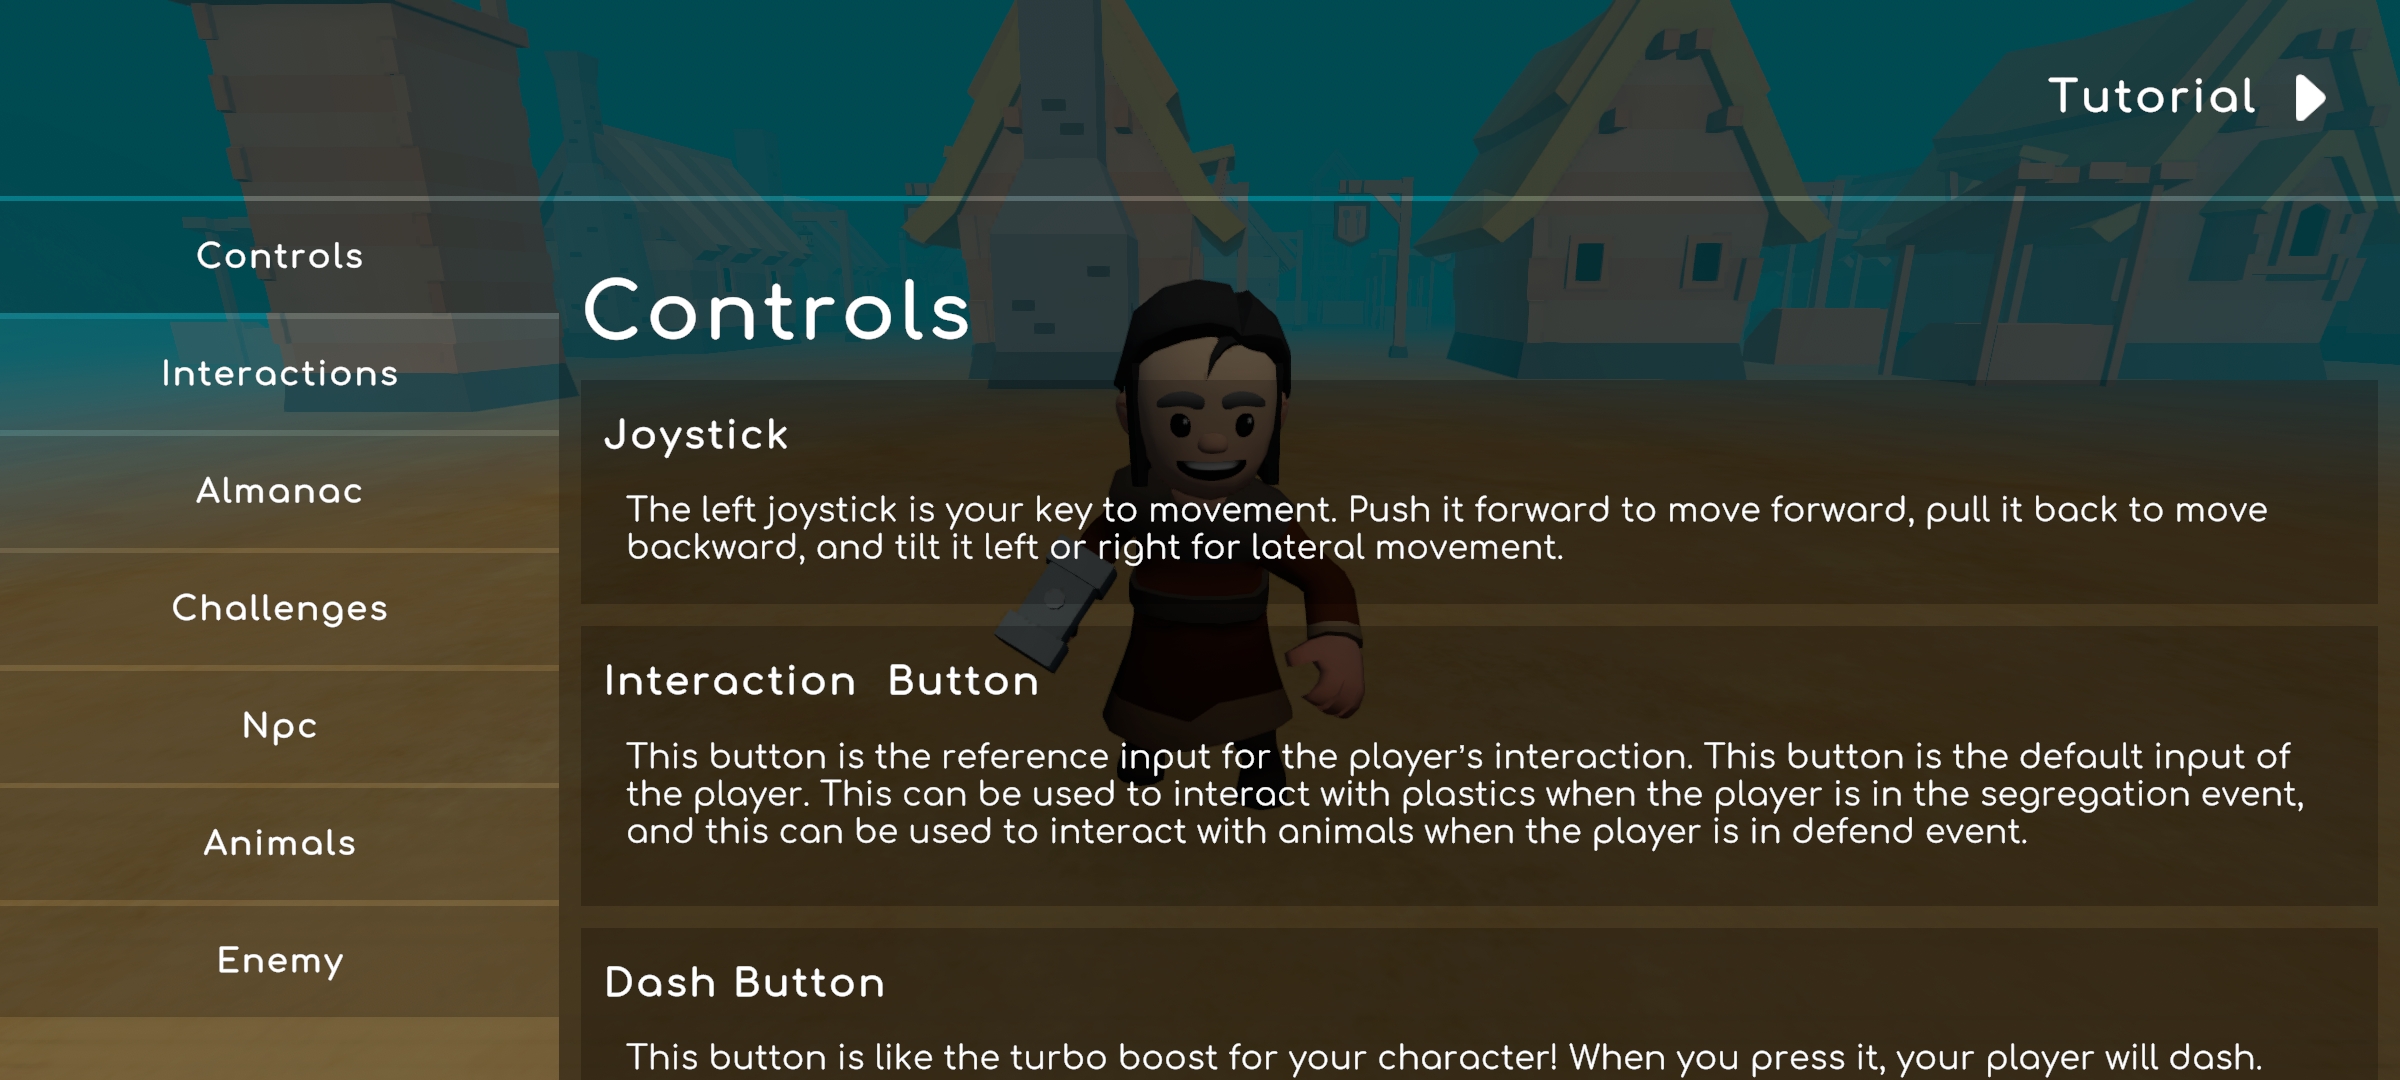 Tutorial
Controls
Interactions
Almanac
Challenges
Npc
Animals
Enemy
Controls
Joystick
The left joystick is your key to movement. Push it forward to move forward, pull it back to move
backward, and tilt it left or right for lateral movement.
Interaction Button
This button is the reference input for the player's interaction. This button is the default input of
the player. This can be used to interact with plastics when the player is in the segregation event,
and this can be used to interact with animals when the player is in defend event.
Dash Button
This button is like the turbo boost for your character! When you press it, your player will dash.